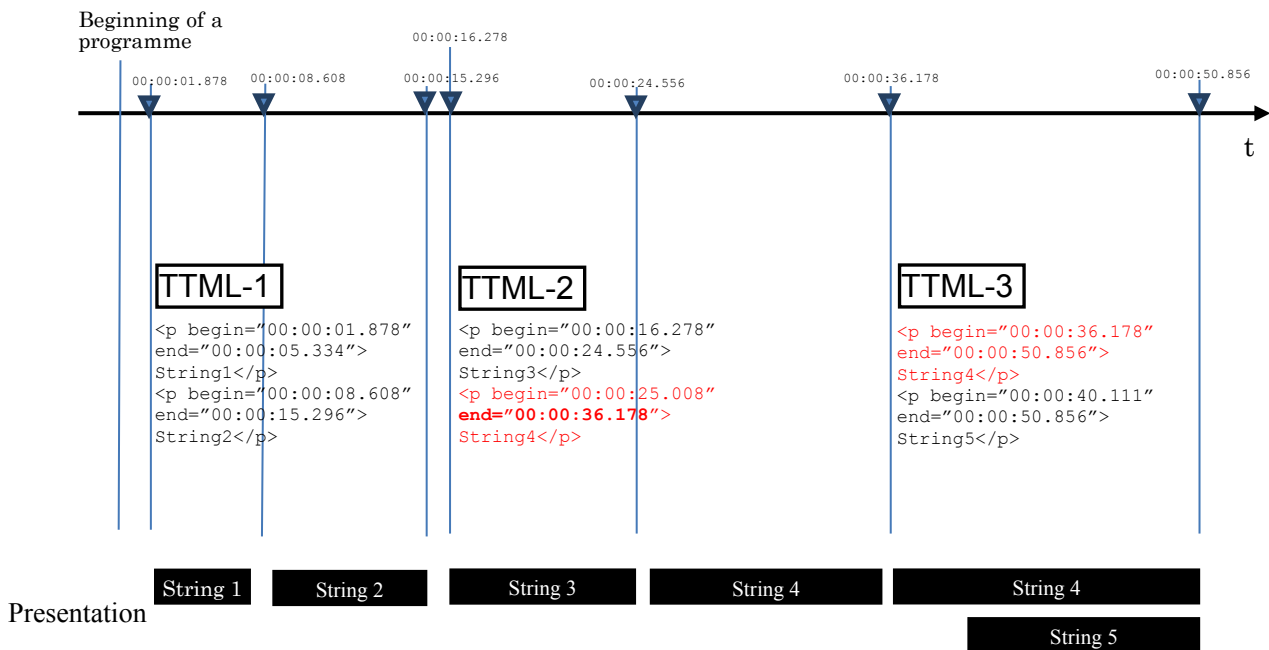 Beginning of a
programme
00:00:16.278
00:00:01.878 00:00:08.608 00:00:15.296 00:00:24.556 00:00:36.178 00:00:50.856
t
TTML-1
<p begin=”00:00:01.878”
end="00:00:05.334”>
String1</p>
<p begin=”00:00:08.608”
end=”00:00:15.296”>
String2</p>
TTML-2
<p begin=”00:00:16.278”
end="00:00:24.556”>
String3</p>
<p begin=”00:00:25.008”
end="00:00:36.178”>
String4</p>
TTML-3
<p begin=”00:00:36.178”
end="00:00:50.856”>
String4</p>
<p begin=”00:00:40.111”
end=”00:00:50.856”>
String5</p>
Presentation
String 1 String 2 String 3 String 4 String 4
String 5